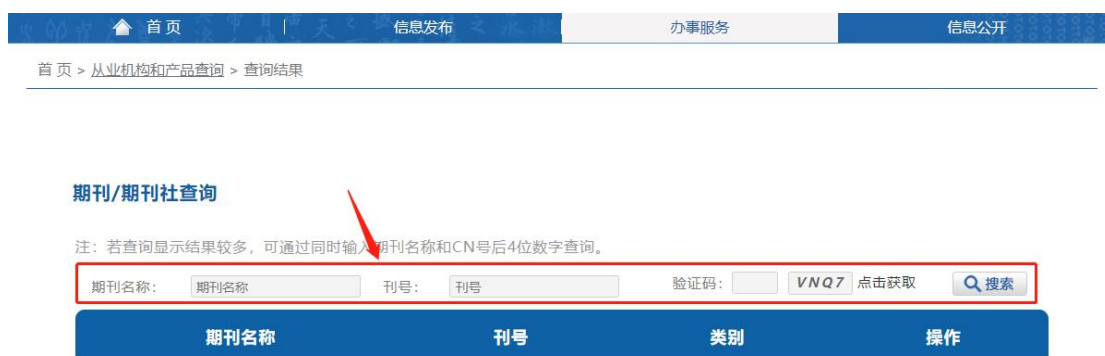 首页 信息发布 办事服务 信息公开
首 页 > 从业机构和产品查询 > 查询结果
期刊/期刊社查询
注：若查询显示结果较多，可通过同时输入期刊名称和CN号后4位数字查询。
期刊名称： 期刊名称 刊号： 刊号 验证码： VNQ7 点击获取 搜索
期刊名称 刊号 类别 操作